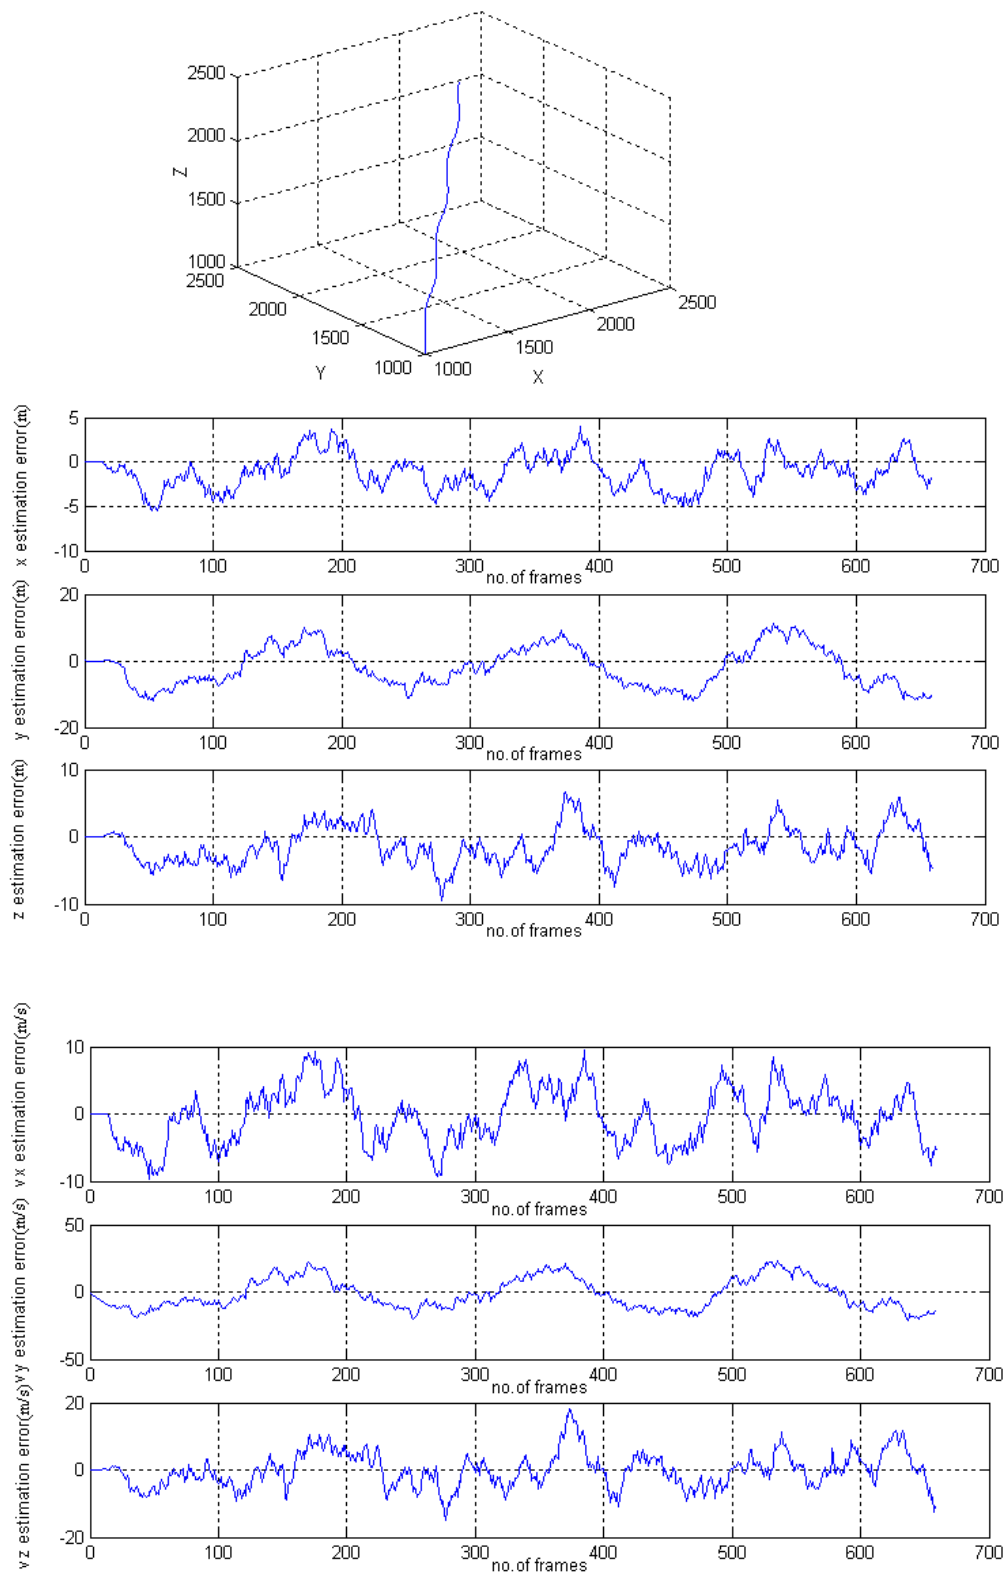 2500
2000
1500
1000
Z
2500
2000
1500
1000
Y
1000
1500
2000
2500
X
x estimation error(m)
5
0
-5
-10
0 100 200 300 400 500 600 700
no.of frames
y estimation error(m)
20
0
-20
0 100 200 300 400 500 600 700
no.of frames
z estimation error(m)
10
0
-10
0 100 200 300 400 500 600 700
no.of frames
vx estimation error(m/s)
10
0
-10
0 100 200 300 400 500 600 700
no.of frames
vy estimation error(m/s)
50
0
-50
0 100 200 300 400 500 600 700
no.of frames
vz estimation error(m/s)
20
0
-20
0 100 200 300 400 500 600 700
no.of frames